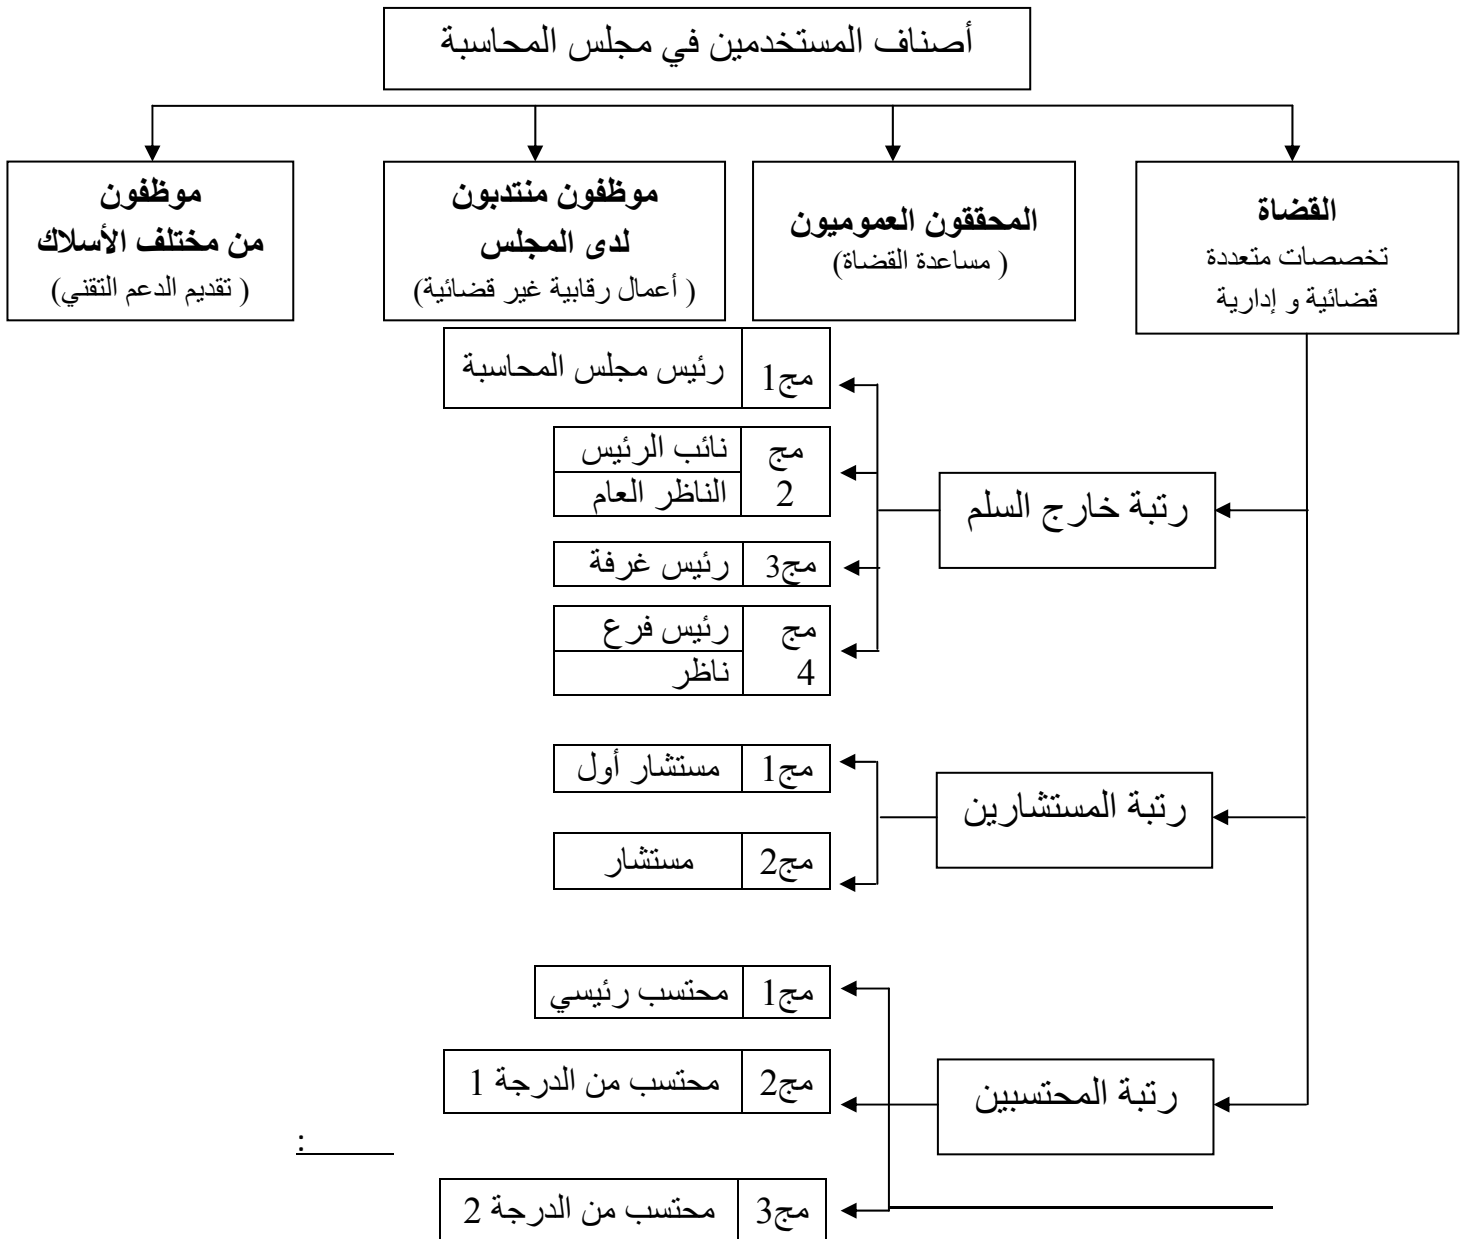 أصناف المستخدمين في مجلس المحاسبة
القضاة
تخصصات متعددة
قضائية و إدارية
المحققون العموميون
( مساعدة القضاة)
موظفون منتدبون
لدى المجلس
( أعمال رقابية غير قضائية)
موظفون
من مختلف الأسلاك
( تقديم الدعم التقني)
رتبة خارج السلم
مج1
رئيس مجلس المحاسبة
مج
2
نائب الرئيس
الناظر العام
مج3
رئيس غرفة
مج
4
رئيس فرع
ناظر
رتبة المستشارين
مج1
مستشار أول
مج2
مستشار
رتبة المحتسبين
مج1
محتسب رئيسي
مج2
محتسب من الدرجة 1
:
مج3
محتسب من الدرجة 2